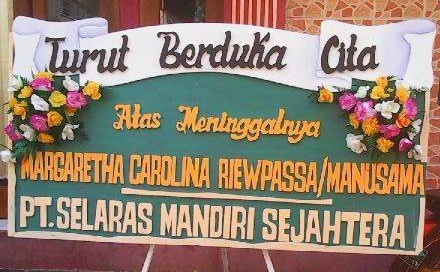 Turut Berduka Cita
Atas Meninggalnya
MARGARETHA CAROLINA RIEWPASSA/MANUSAMA
PT. SELARAS MANDIRI SEJAHTERA